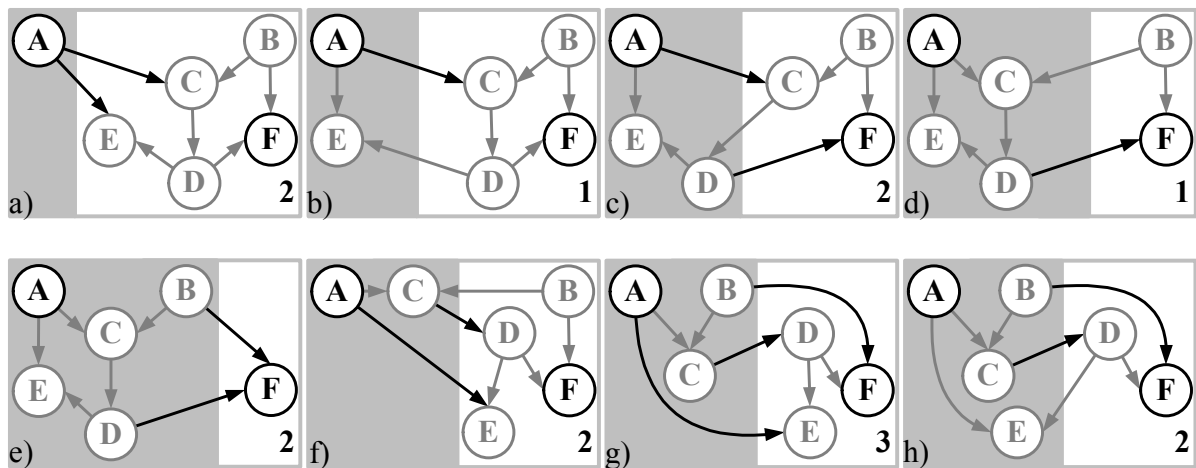 A B C E D F a) 2
A B C E D F b) 1
A B C E D F c) 2
A B C E D F d) 1
A B C E D F e) 2
A C B D E F f) 2
A B D C E F g) 3
A B D C E F h) 2